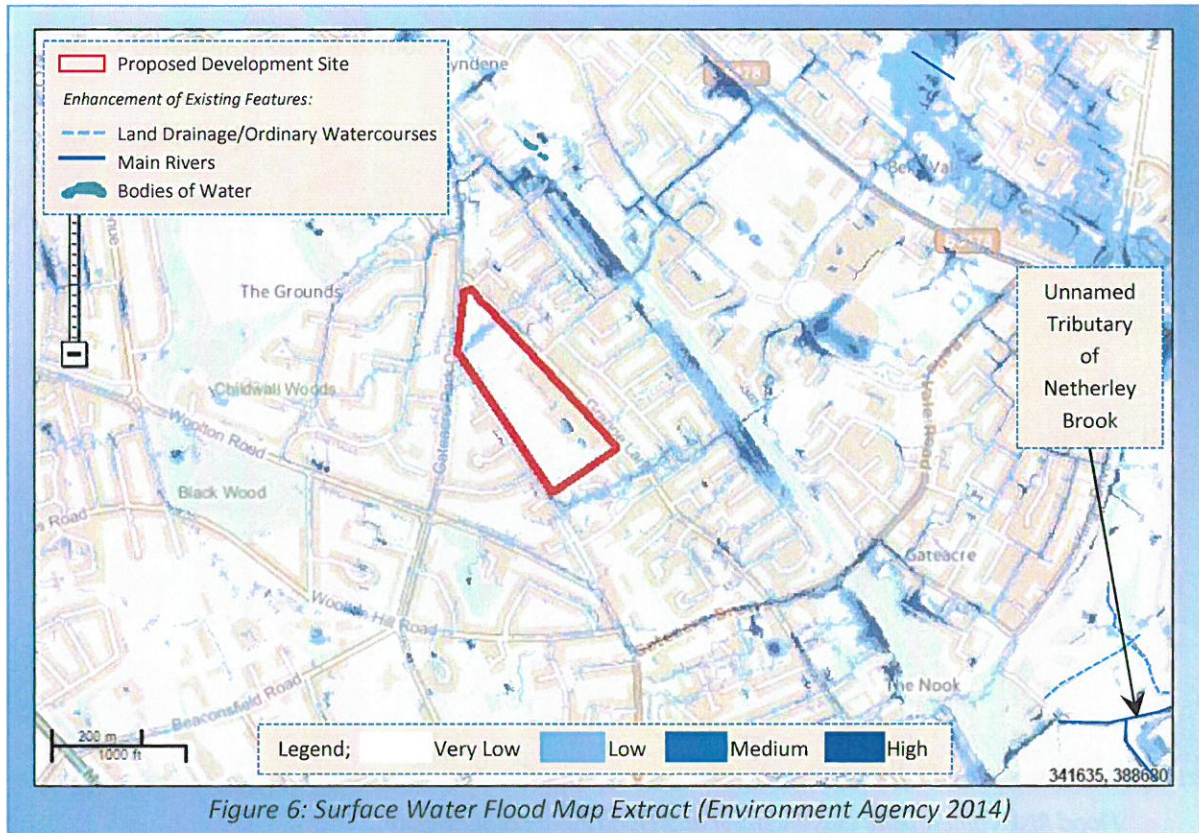 Proposed Development Site
Enhancement of Existing Features:
Land Drainage/Ordinary Watercourses
Main Rivers
Bodies of Water
The Grounds
Childwall Woods
Woolton Road
Black Wood
Woolton Hill Road
Beaconsfield Road
Gateacre
The Nook
Unnamed
Tributary
of
Netherley
Brook
200 m
1000 ft
Legend; Very Low Low Medium High
341635, 388680
Figure 6: Surface Water Flood Map Extract (Environment Agency 2014)